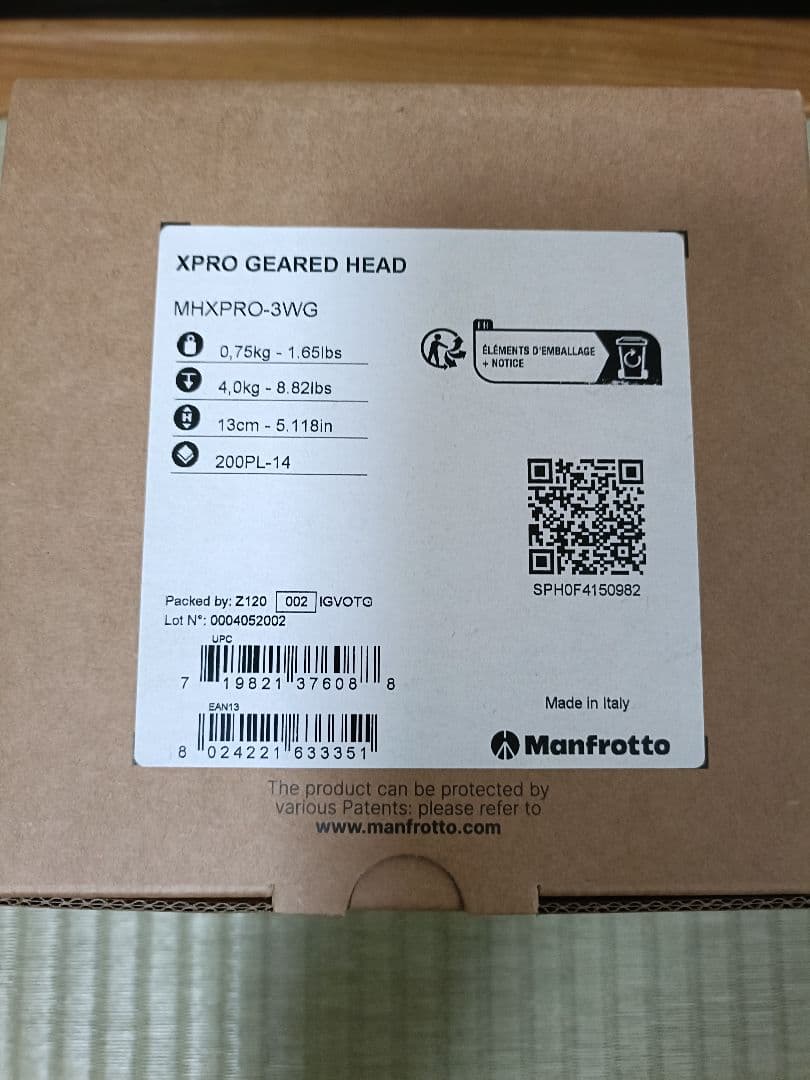 XPRO GEARED HEAD
MHXPRO-3WG
0,75kg - 1.65lbs
4,0kg - 8.82lbs
H
13cm - 5.118in
200PL-14
FR
ÉLÉMENTS D'EMBALLAGE
+ NOTICE
SPH0F4150982
Packed by: Z120 002 IGVOTO
Lot N°: 0004052002
UPC
7 19821 37608 8
EAN13
8 024221 633351
Made in Italy
Manfrotto
The product can be protected by
various Patents: please refer to
www.manfrotto.com